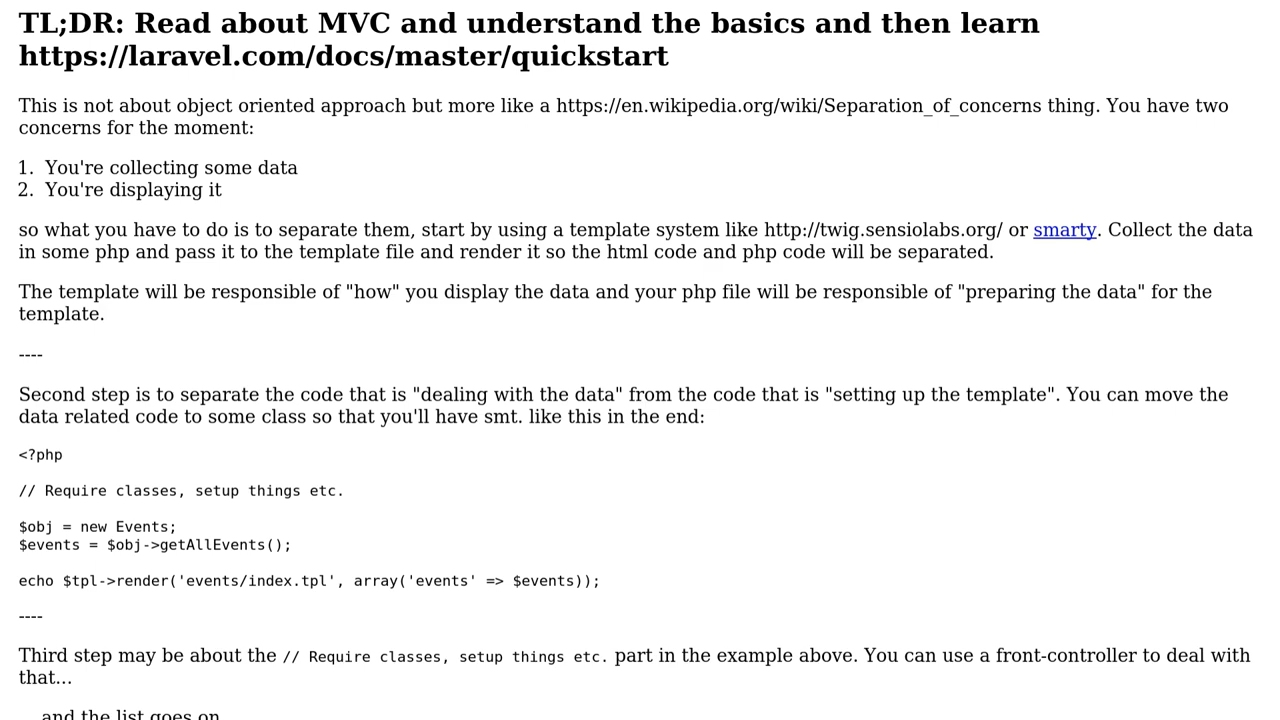 TL;DR: Read about MVC and understand the basics and then learn
https://laravel.com/docs/master/quickstart
This is not about object oriented approach but more like a https://en.wikipedia.org/wiki/Separation_of_concerns thing. You have two
concerns for the moment:
1. You're collecting some data
2. You're displaying it
so what you have to do is to separate them, start by using a template system like http://twig.sensiolabs.org/ or smarty. Collect the data
in some php and pass it to the template file and render it so the html code and php code will be separated.
The template will be responsible of "how" you display the data and your php file will be responsible of "preparing the data" for the
template.
----
Second step is to separate the code that is "dealing with the data" from the code that is "setting up the template". You can move the
data related code to some class so that you'll have smt. like this in the end:
<?php
// Require classes, setup things etc.
$obj = new Events;
$events = $obj->getAllEvents();
echo $tpl->render('events/index.tpl', array('events' => $events));
----
Third step may be about the // Require classes, setup things etc. part in the example above. You can use a front-controller to deal with
that...
... and the list goes on